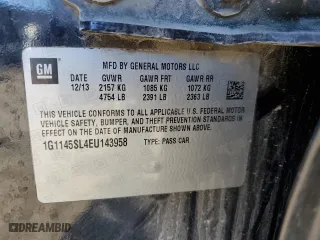 GM
MFD BY GENERAL MOTORS LLC
DATE GVWR GAWR FRT GAWR RR
12/13 2157 KG 1085 KG 1072 KG
4754 LB 2391 LB 2363 LB
THIS VEHICLE CONFORMS TO ALL APPLICABLE U.S. FEDERAL MOTOR
VEHICLE SAFETY, BUMPER, AND THEFT PREVENTION STANDARDS IN
EFFECT ON THE DATE OF MANUFACTURE SHOWN ABOVE.
1G1145SL4EU143958 TYPE: PASS CAR
AUTOBIDMASTER